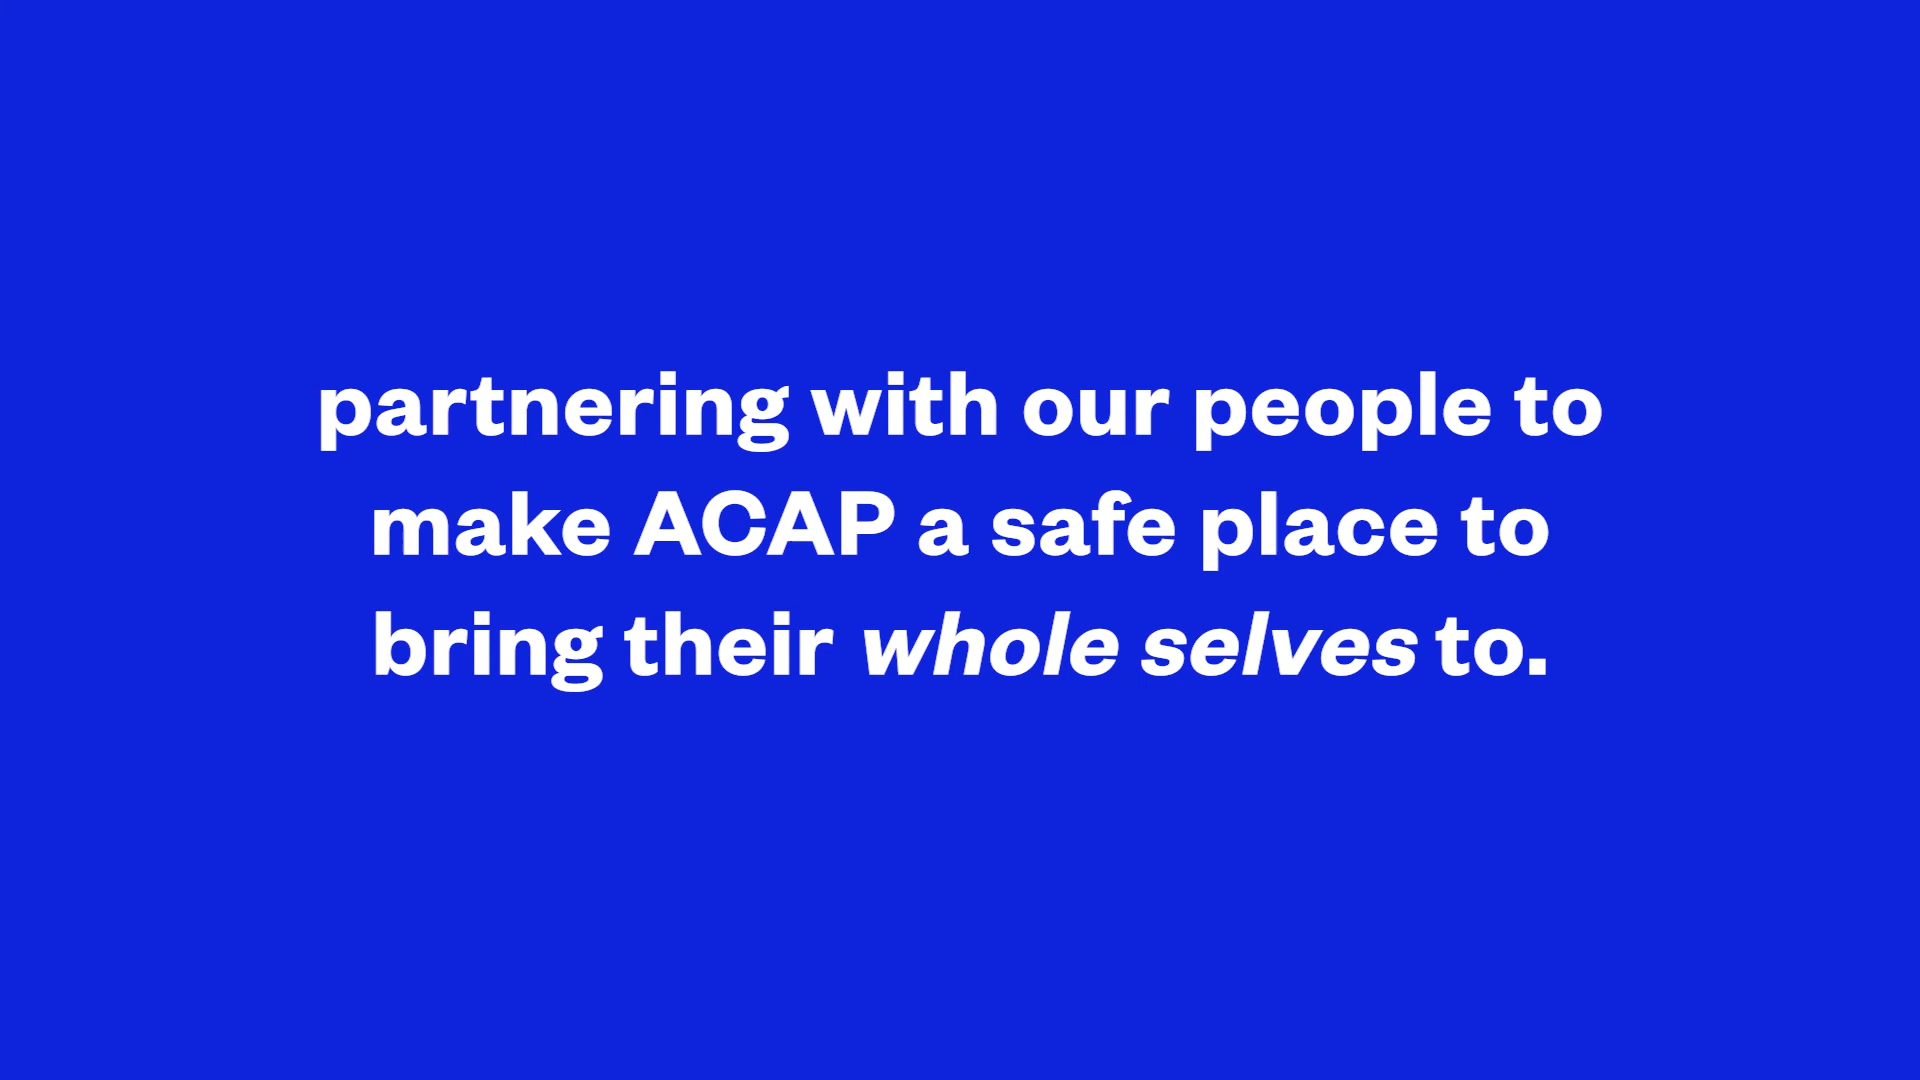 partnering with our people to
make ACAP a safe place to
bring their whole selves to.